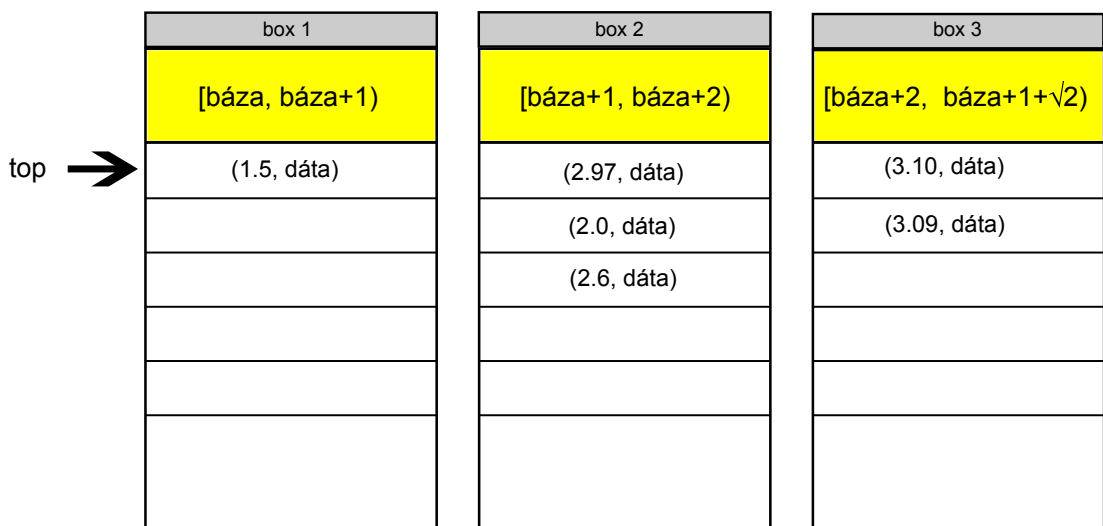 box 1
box 2
box 3
[báza, báza+1)
[báza+1, báza+2)
[báza+2, báza+1+√2)
top
(1.5, dáta)
(2.97, dáta)
(3.10, dáta)
(2.0, dáta)
(3.09, dáta)
(2.6, dáta)